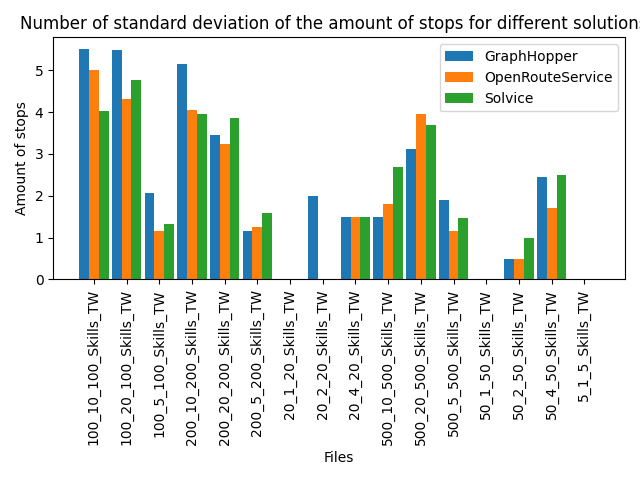 Number of standard deviation of the amount of stops for different solution
GraphHopper
OpenRouteService
Solvice
Amount of stops
5
4
3
2
1
0
100_10_100_Skills_TW
100_20_100_Skills_TW
100_5_100_Skills_TW
200_10_200_Skills_TW
200_20_200_Skills_TW
200_5_200_Skills_TW
20_1_20_Skills_TW
20_2_20_Skills_TW
20_4_20_Skills_TW
500_10_500_Skills_TW
500_20_500_Skills_TW
500_5_500_Skills_TW
50_1_50_Skills_TW
50_2_50_Skills_TW
50_4_50_Skills_TW
5_1_5_Skills_TW
Files